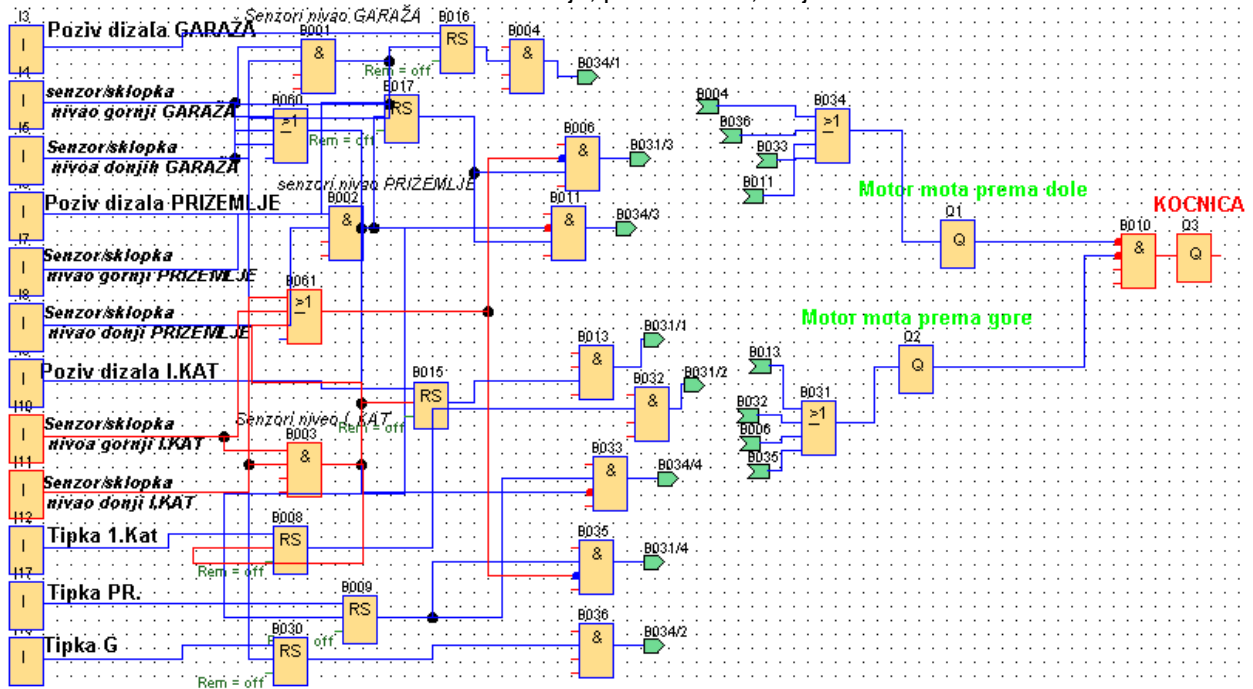 I3
Poziv dizala GARAŽA
I
I4
senzor/sklopka
nivao gornji GARAŽA
I
I6
Senzor/sklopka
nivoa donjih GARAŽA
I
Poziv dizala PRIZEMLJE
I
I7
Senzor/sklopka
nivao gornji PRIZEMLJE
I
I8
Senzor/sklopka
nivao donji PRIZEMLJE
I
Poziv dizala I.KAT
I
I10
Senzor/sklopka
nivoa gornji I.KAT
I
I11
Senzor/sklopka
nivao donji I.KAT
I
I12
Tipka 1.Kat
I
I17
Tipka PR.
I
Tipka G
I
Senzori nivao GARAŽA
B001
&
B016
RS
Rem = off
B004
&
B034/1
B060
≥1
B017
RS
Rem = off
B006
&
B031/3
senzori nivao PRIZEMLJE
B002
&
B011
&
B034/3
B061
≥1
B013
&
B031/1
B015
RS
Rem = off
B032
&
B031/2
Senzori niveo I.KAT
B003
&
B033
&
B034/4
B008
RS
Rem = off
B035
&
B031/4
B009
RS
off
B030
RS
Rem = off
B036
&
B034/2
B004
B036
B033
B011
B034
≥1
Motor mota prema dole
Q1
Q
KOCNICA
B010
&
Q3
Q
Motor mota prema gore
Q2
Q
B013
B032
B006
B035
B031
≥1